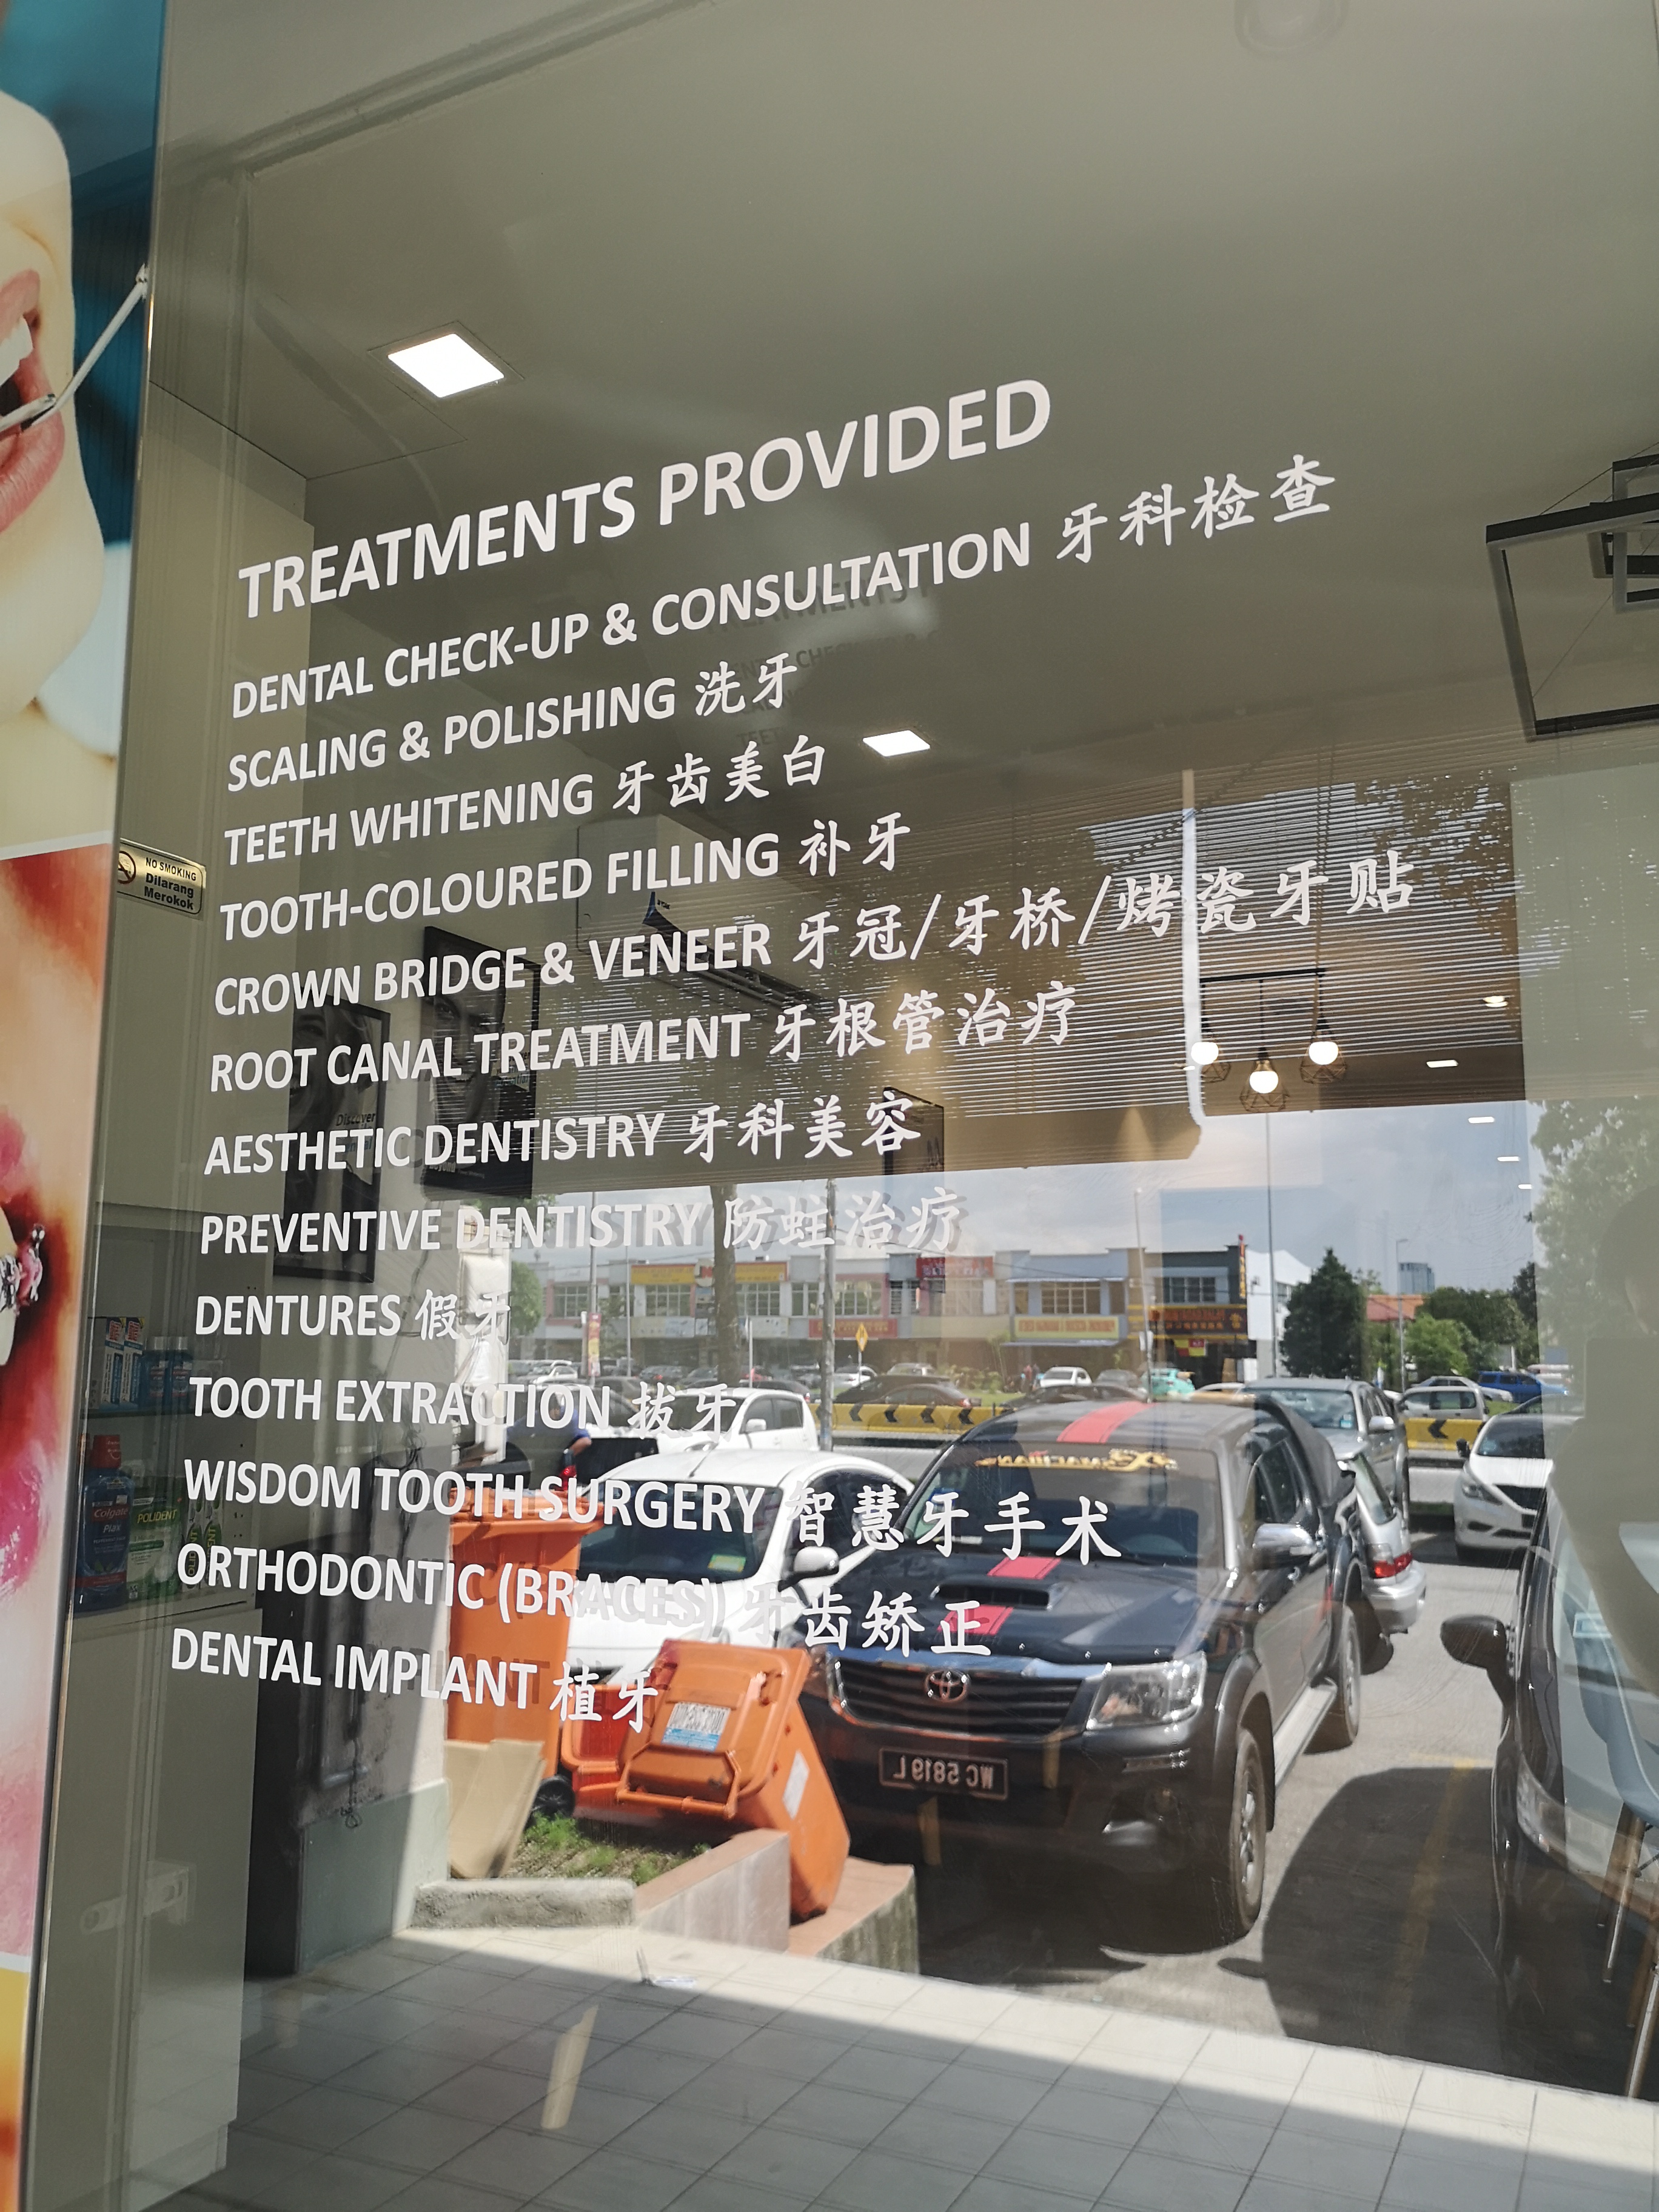 TREATMENTS PROVIDED
DENTAL CHECK-UP & CONSULTATION 牙科检查
SCALING & POLISHING 洗牙
TEETH WHITENING 牙齿美白
TOOTH-COLOURED FILLING 补牙
CROWN BRIDGE & VENEER 牙冠/牙桥/烤瓷牙贴
ROOT CANAL TREATMENT 牙根管治疗
AESTHETIC DENTISTRY 牙科美容
PREVENTIVE DENTISTRY 防蛀治疗
DENTURES 假牙
TOOTH EXTRACTION 拔牙
WISDOM TOOTH SURGERY 智慧牙手术
ORTHODONTIC (BRACES) 牙齿矫正
DENTAL IMPLANT 植牙
NO SMOKING
Dilarang
Merokok
Discover
Colgate
Plax
POLIDENT
WC 5819 L